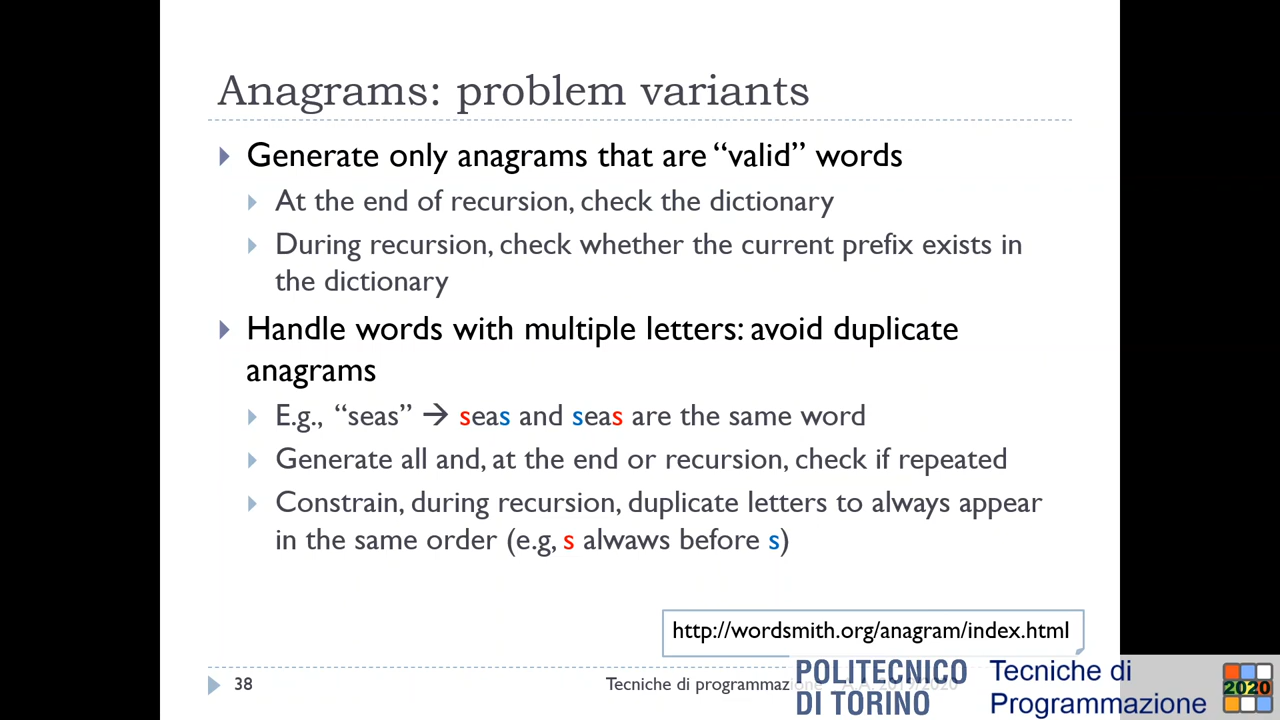 Anagrams: problem variants
Generate only anagrams that are “valid” words
At the end of recursion, check the dictionary
During recursion, check whether the current prefix exists in
the dictionary
Handle words with multiple letters: avoid duplicate
anagrams
E.g., “seas” → seas and seas are the same word
Generate all and, at the end or recursion, check if repeated
Constrain, during recursion, duplicate letters to always appear
in the same order (e.g, s alwaws before s)
http://wordsmith.org/anagram/index.html
38
Tecniche di programmazione A.A. 2019/2020
POLITECNICO
DI TORINO
Tecniche di
Programmazione
2020